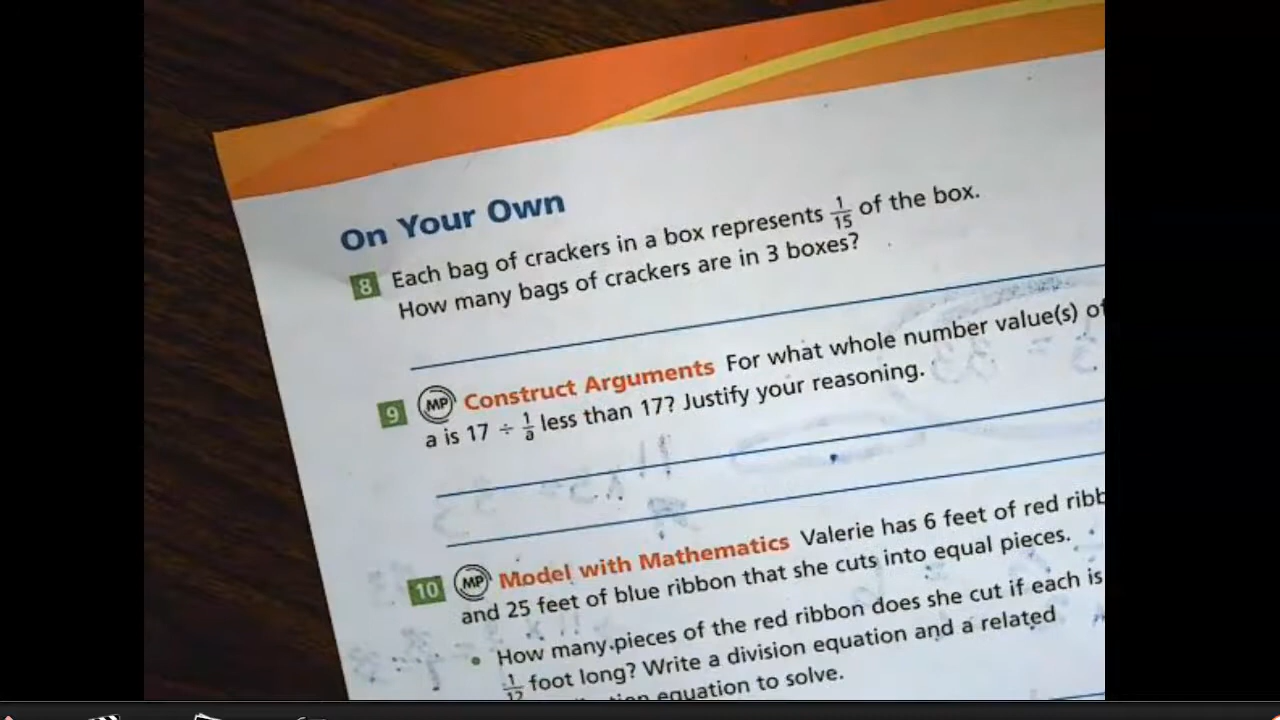 On Your Own
8 Each bag of crackers in a box represents 1/15 of the box.
How many bags of crackers are in 3 boxes?
9 MP Construct Arguments For what whole number value(s) of
a is 17 ÷ 1/a less than 17? Justify your reasoning.
10 MP Model with Mathematics Valerie has 6 feet of red ribb
and 25 feet of blue ribbon that she cuts into equal pieces.
• How many pieces of the red ribbon does she cut if each is
1/12 foot long? Write a division equation and a related
equation to solve.